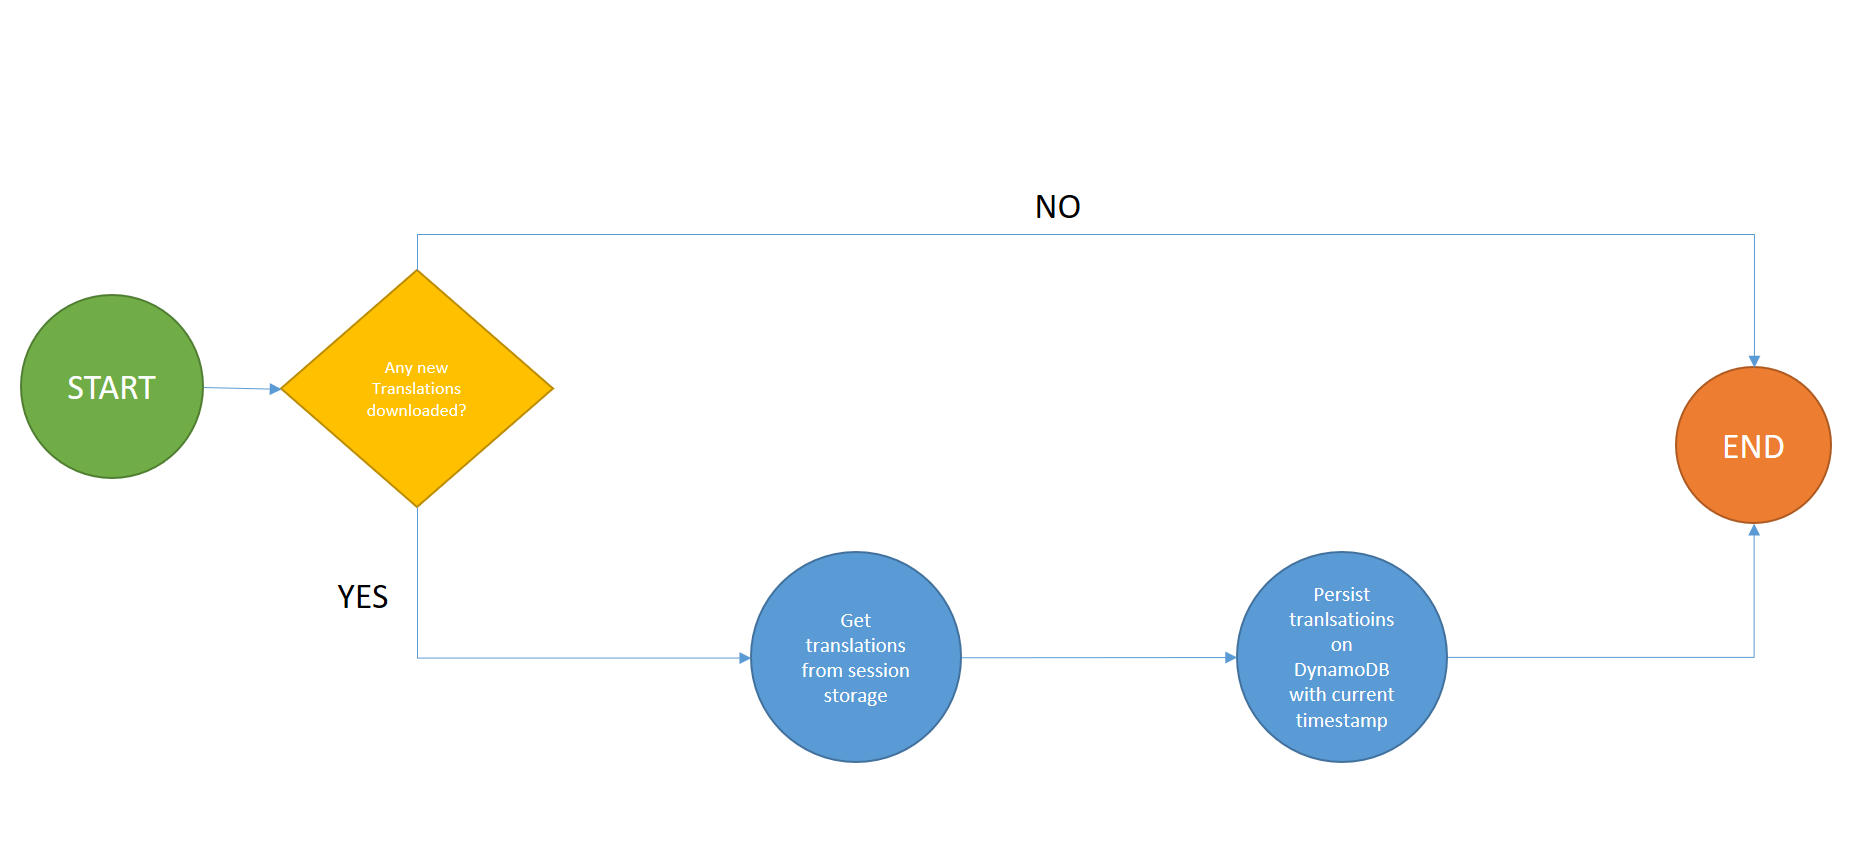 NO
START
Any new
Translations
downloaded?
END
YES
Get
translations
from session
storage
Persist
tranlsatioins
on
DynamoDB
with current
timestamp